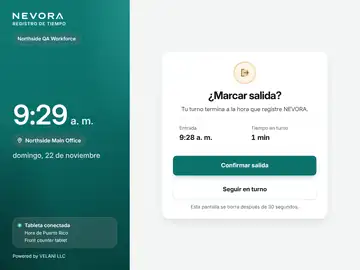 NEVORA
REGISTRO DE TIEMPO
Northside QA Workforce
9:29 a. m.
Northside Main Office
domingo, 22 de noviembre
Tableta conectada
Hora de Puerto Rico
Front counter tablet
Powered by VELANI LLC
¿Marcar salida?
Tu turno termina a la hora que registre NEVORA.
Entrada
9:28 a. m.
Tiempo en turno
1 min
Confirmar salida
Seguir en turno
Esta pantalla se borra después de 30 segundos.